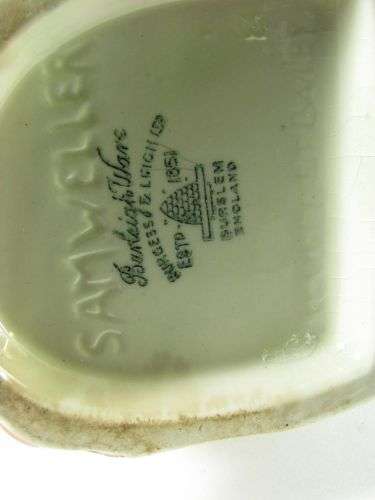 SAM WELLER
Burleigh Ware
BURGESS & LEIGH LTD
ESTD 1851
BURSLEM
ENGLAND